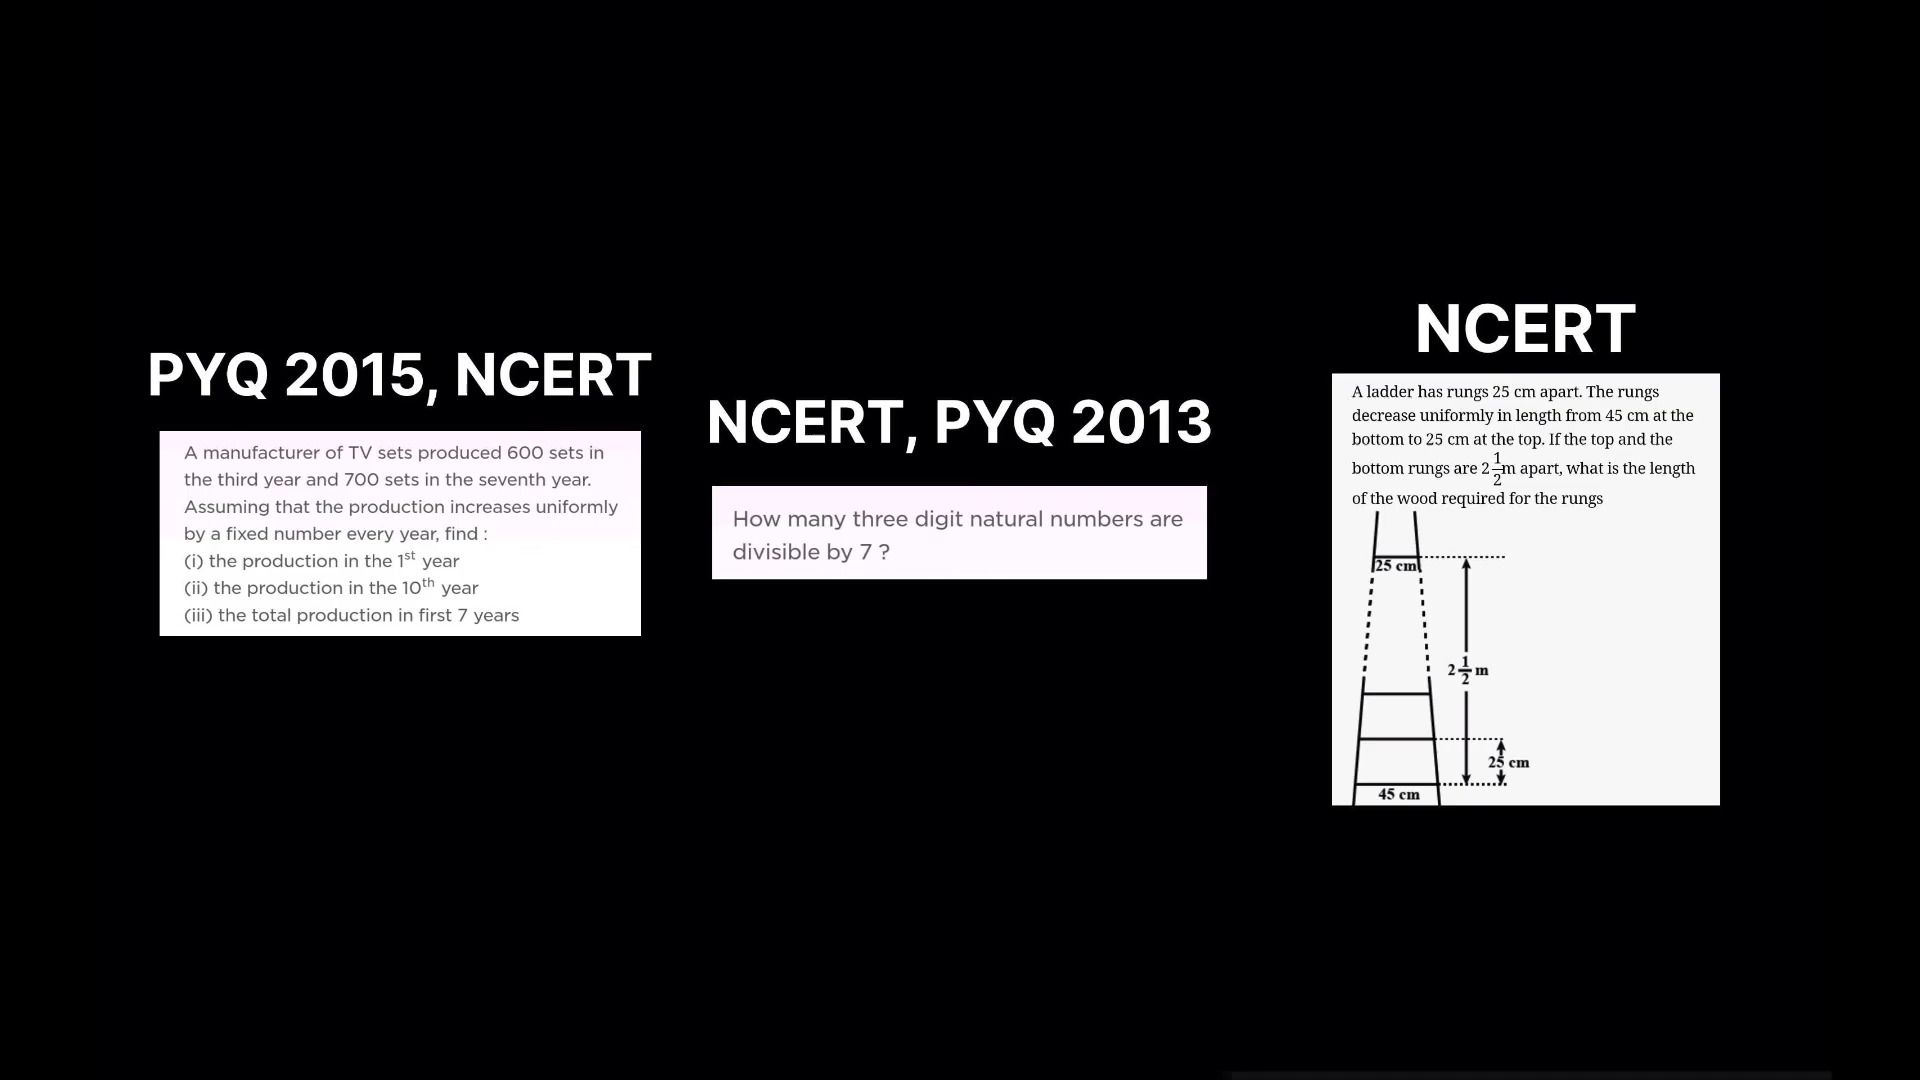 PYQ 2015, NCERT
A manufacturer of TV sets produced 600 sets in
the third year and 700 sets in the seventh year.
Assuming that the production increases uniformly
by a fixed number every year, find :
(i) the production in the 1st year
(ii) the production in the 10th year
(iii) the total production in first 7 years
NCERT, PYQ 2013
How many three digit natural numbers are
divisible by 7 ?
NCERT
A ladder has rungs 25 cm apart. The rungs
decrease uniformly in length from 45 cm at the
bottom to 25 cm at the top. If the top and the
bottom rungs are 2 1/2 m apart, what is the length
of the wood required for the rungs
25 cm
2 1/2 m
25 cm
45 cm